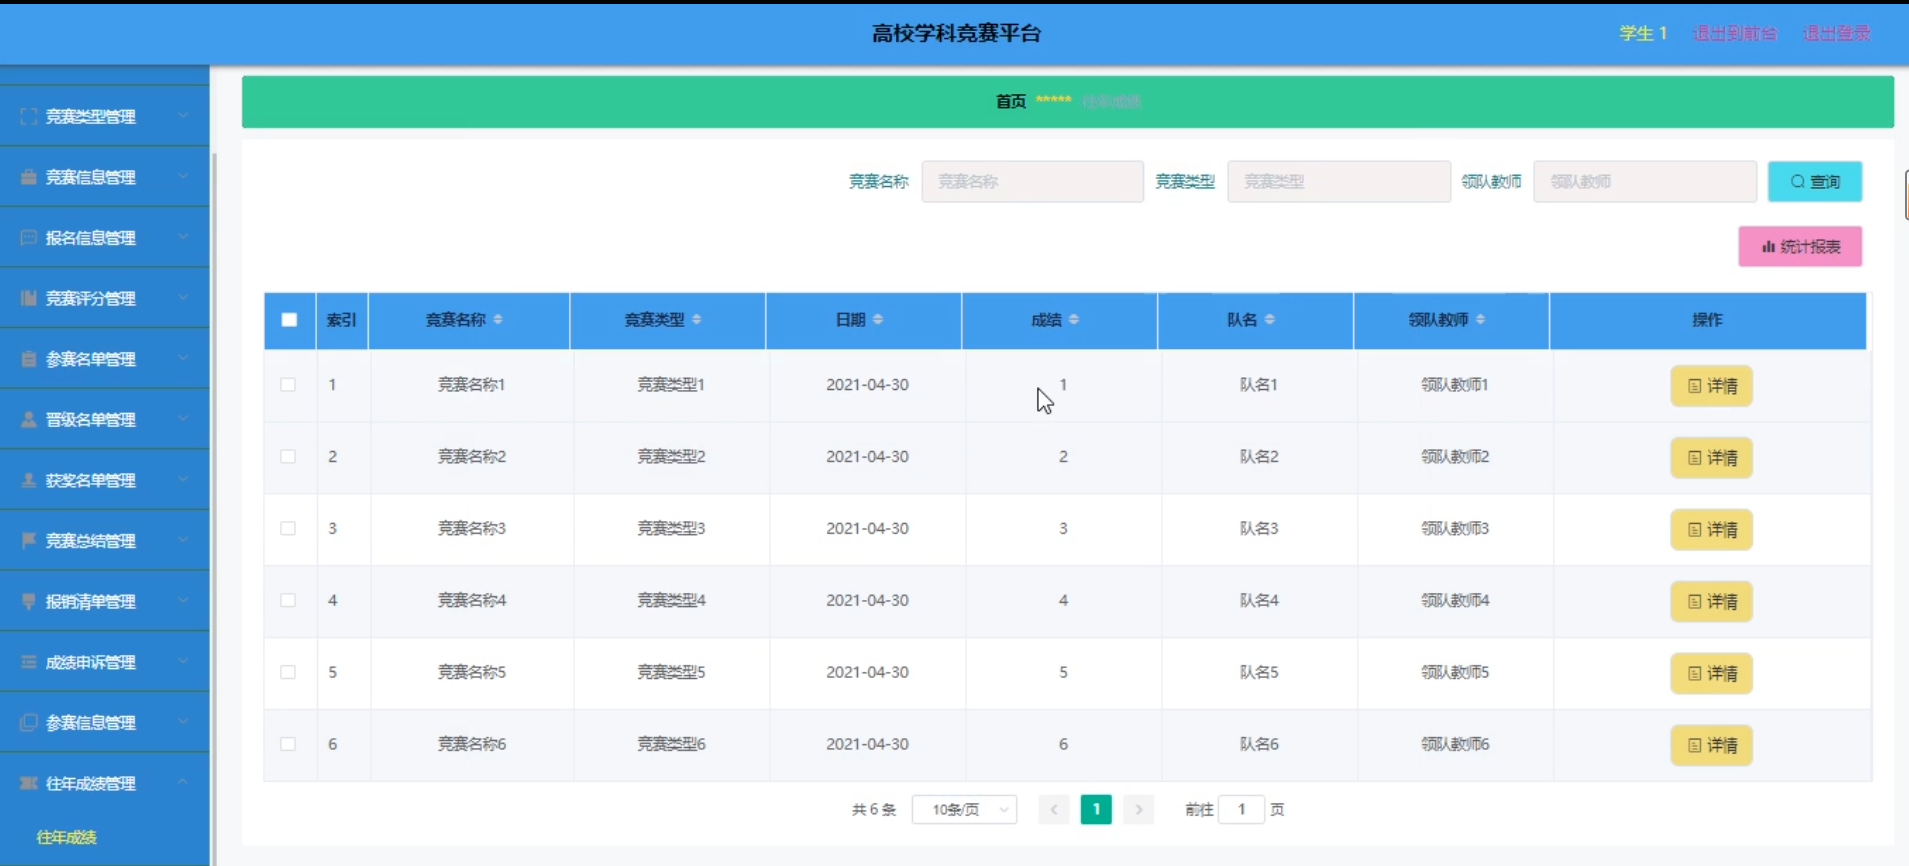 高校学科竞赛平台
学生 1 退出到前台 退出登录
竞赛类型管理
竞赛信息管理
报名信息管理
竞赛评分管理
参赛名单管理
晋级名单管理
获奖名单管理
竞赛总结管理
报销清单管理
成绩申诉管理
参赛信息管理
往年成绩管理
往年成绩
首页 ***** 往年成绩
竞赛名称 竞赛名称 竞赛类型 竞赛类型 领队教师 领队教师 查询
统计报表
索引 竞赛名称 竞赛类型 日期 成绩 队名 领队教师 操作
1 竞赛名称1 竞赛类型1 2021-04-30 1 队名1 领队教师1 详情
2 竞赛名称2 竞赛类型2 2021-04-30 2 队名2 领队教师2 详情
3 竞赛名称3 竞赛类型3 2021-04-30 3 队名3 领队教师3 详情
4 竞赛名称4 竞赛类型4 2021-04-30 4 队名4 领队教师4 详情
5 竞赛名称5 竞赛类型5 2021-04-30 5 队名5 领队教师5 详情
6 竞赛名称6 竞赛类型6 2021-04-30 6 队名6 领队教师6 详情
共 6 条 10条/页 1 前往 1 页